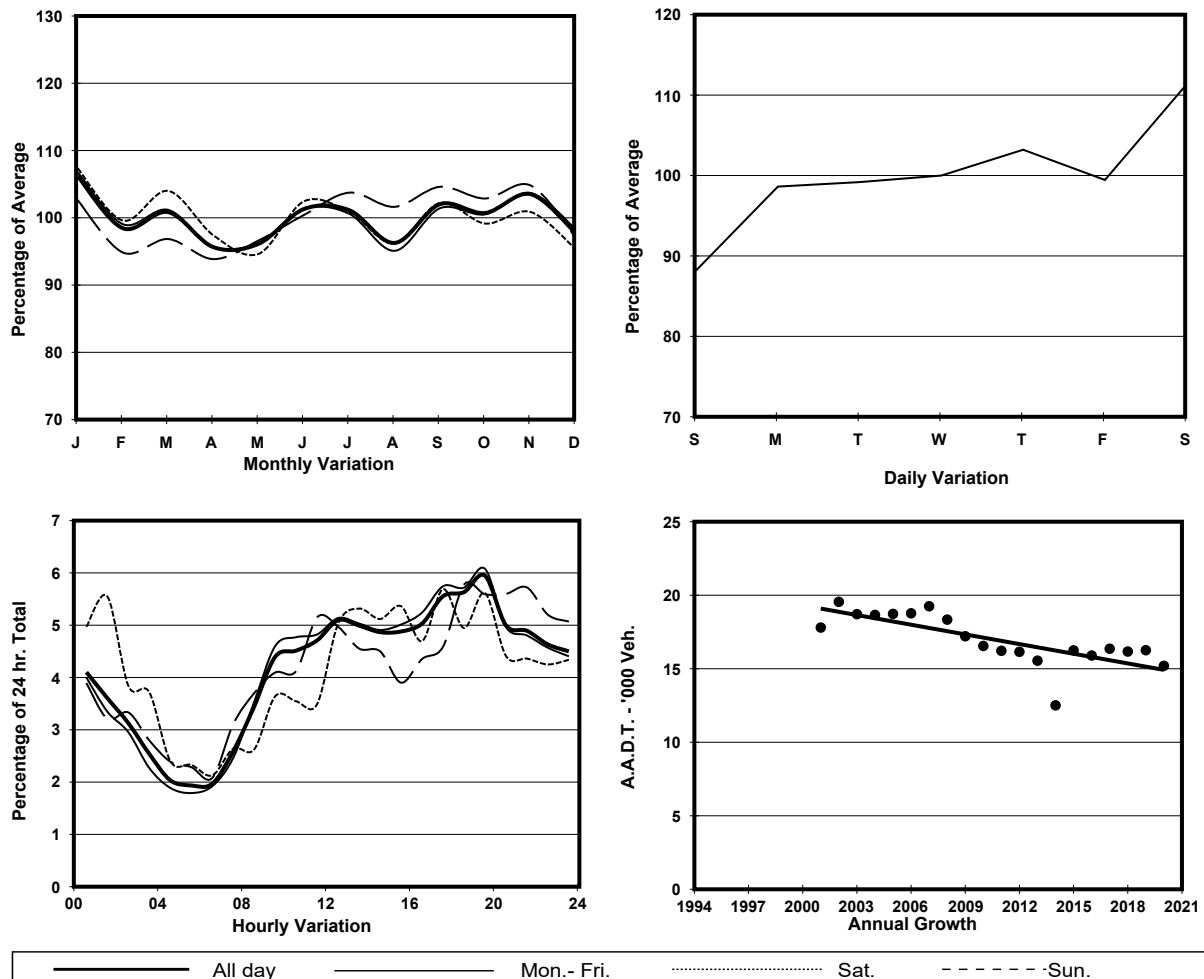 130
120
110
100
90
80
70
Percentage of Average
J F M A M J J A S O N D
Monthly Variation
120
110
100
90
80
70
Percentage of Average
S M T W T F S
Daily Variation
7
6
5
4
3
2
1
0
Percentage of 24 hr. Total
00 04 08 12 16 20 24
Hourly Variation
25
20
15
10
5
0
A.A.D.T. - '000 Veh.
1994 1997 2000 2003 2006 2009 2012 2015 2018 2021
Annual Growth
All day Mon.- Fri. Sat. Sun.